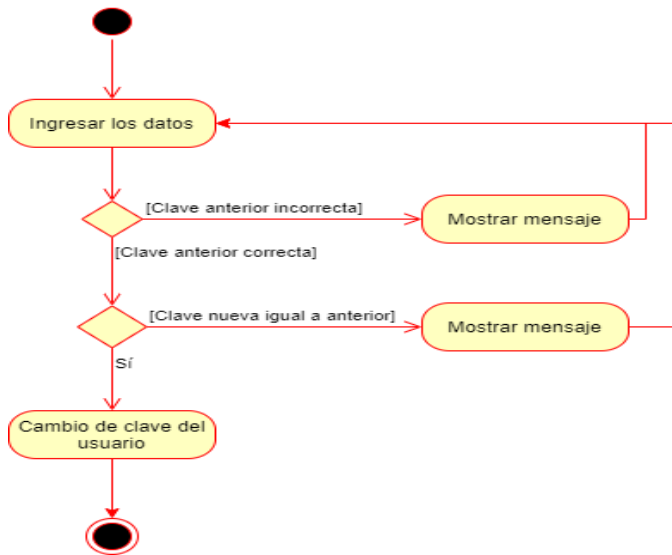 Ingresar los datos
[Clave anterior incorrecta]
Mostrar mensaje
[Clave anterior correcta]
[Clave nueva igual a anterior]
Mostrar mensaje
Sí
Cambio de clave del
usuario